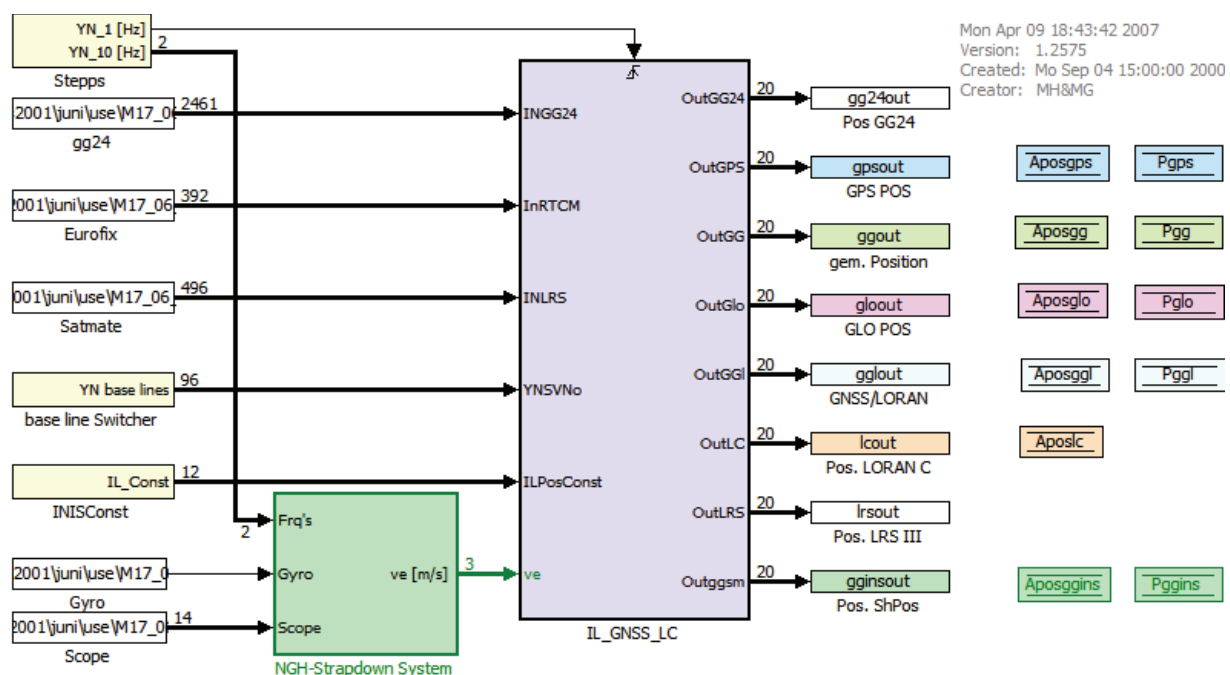 YN_1 [Hz]
YN_10 [Hz]
2
Stepps
.2001\juni\use\M17_0(
2461
gg24
!001\juni\use\M17_06_
392
Eurofix
001\juni\use\M17_06_
496
Satmate
YN base lines
96
base line Switcher
IL_Const
12
INISConst
2
2001\juni\use\M17_0
Gyro
2001\juni\use\M17_0
14
Scope
Frq's
Gyro
Scope
ve [m/s]
3
NGH-Strapdown System
INGG24
InRTCM
INLRS
YNSVNo
ILPosConst
ve
OutGG24
OutGPS
OutGG
OutGlo
OutGGl
OutLC
OutLRS
Outggsm
IL_GNSS_LC
20
gg24out
Pos GG24
20
gpsout
GPS POS
20
ggout
gem. Position
20
gloout
GLO POS
20
gglout
GNSS/LORAN
20
lcout
Pos. LORAN C
20
lrsout
Pos. LRS III
20
gginsout
Pos. ShPos
Mon Apr 09 18:43:42 2007
Version: 1.2575
Created: Mo Sep 04 15:00:00 2000
Creator: MH&MG
Aposgps
Pgps
Aposgg
Pgg
Aposglo
Pglo
Aposggl
Pggl
Aposlc
Aposggins
Pggins